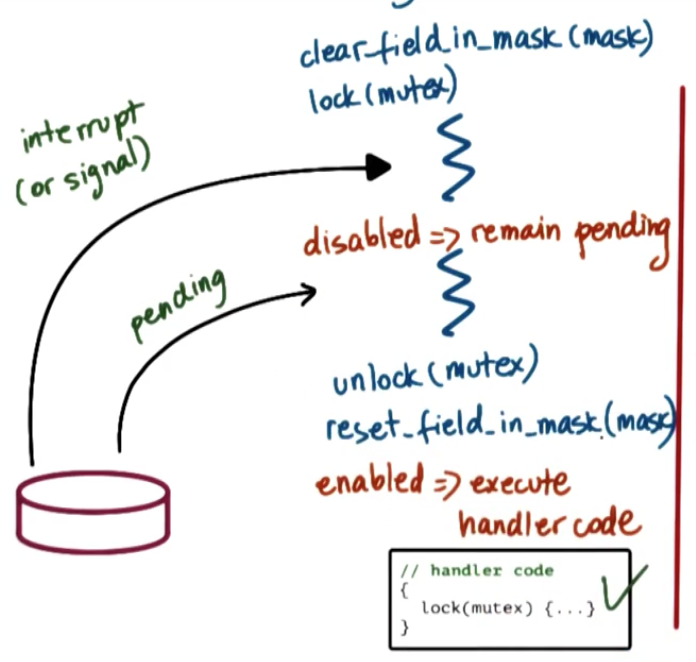 clear_field_in_mask(mask)
lock(mutex)
interrupt
(or signal)
disabled => remain pending
pending
unlock(mutex)
reset_field_in_mask.(mask)
enabled => execute
handler code
// handler code
{
lock(mutex) {...}
}